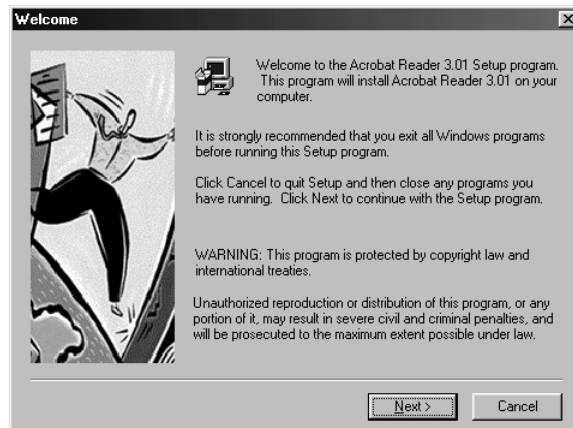 Welcome
Welcome to the Acrobat Reader 3.01 Setup program.
This program will install Acrobat Reader 3.01 on your
computer.
It is strongly recommended that you exit all Windows programs
before running this Setup program.
Click Cancel to quit Setup and then close any programs you
have running. Click Next to continue with the Setup program.
WARNING: This program is protected by copyright law and
international treaties.
Unauthorized reproduction or distribution of this program, or any
portion of it, may result in severe civil and criminal penalties, and
will be prosecuted to the maximum extent possible under law.
Next >
Cancel